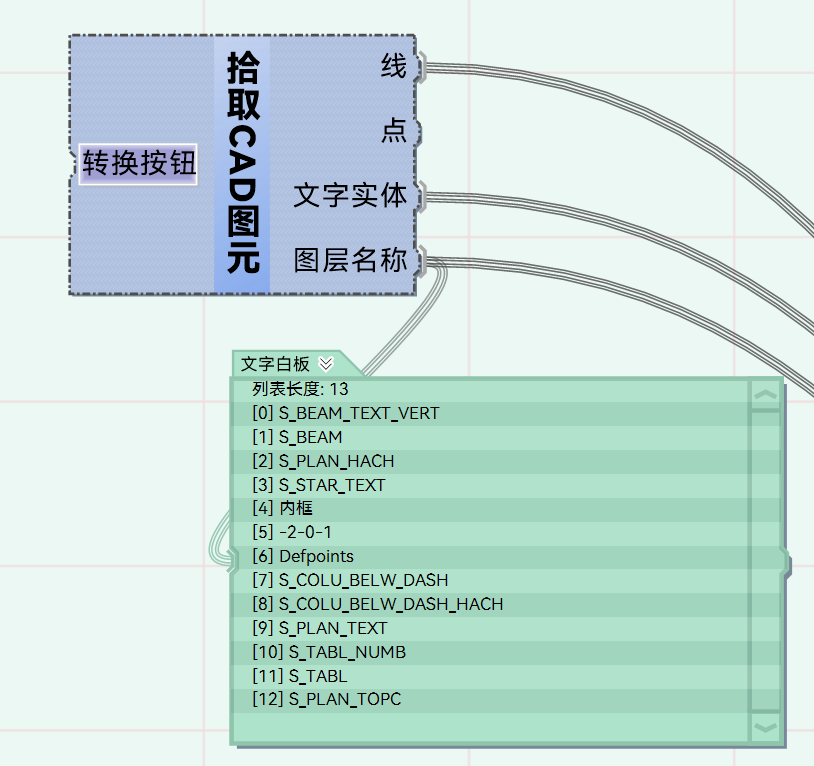 拾取CAD图元
转换按钮
线
点
文字实体
图层名称
文字白板
列表长度: 13
[0] S_BEAM_TEXT_VERT
[1] S_BEAM
[2] S_PLAN_HACH
[3] S_STAR_TEXT
[4] 内框
[5] -2-0-1
[6] Defpoints
[7] S_COLU_BELW_DASH
[8] S_COLU_BELW_DASH_HACH
[9] S_PLAN_TEXT
[10] S_TABL_NUMB
[11] S_TABL
[12] S_PLAN_TOPC